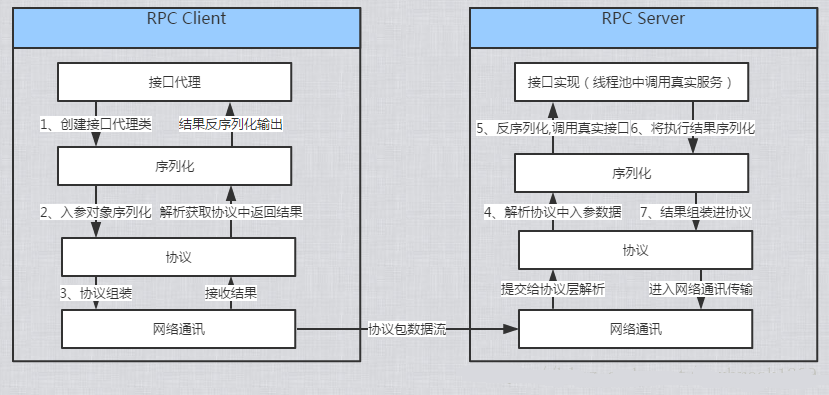 RPC Client
RPC Server
接口代理
接口实现（线程池中调用真实服务）
1、创建接口代理类
结果反序列化输出
5、反序列化,调用真实接口
6、将执行结果序列化
序列化
序列化
2、入参对象序列化
解析获取协议中返回结果
4、解析协议中入参数据
7、结果组装进协议
协议
协议
3、协议组装
接收结果
提交给协议层解析
进入网络通讯传输
网络通讯
协议包数据流
网络通讯